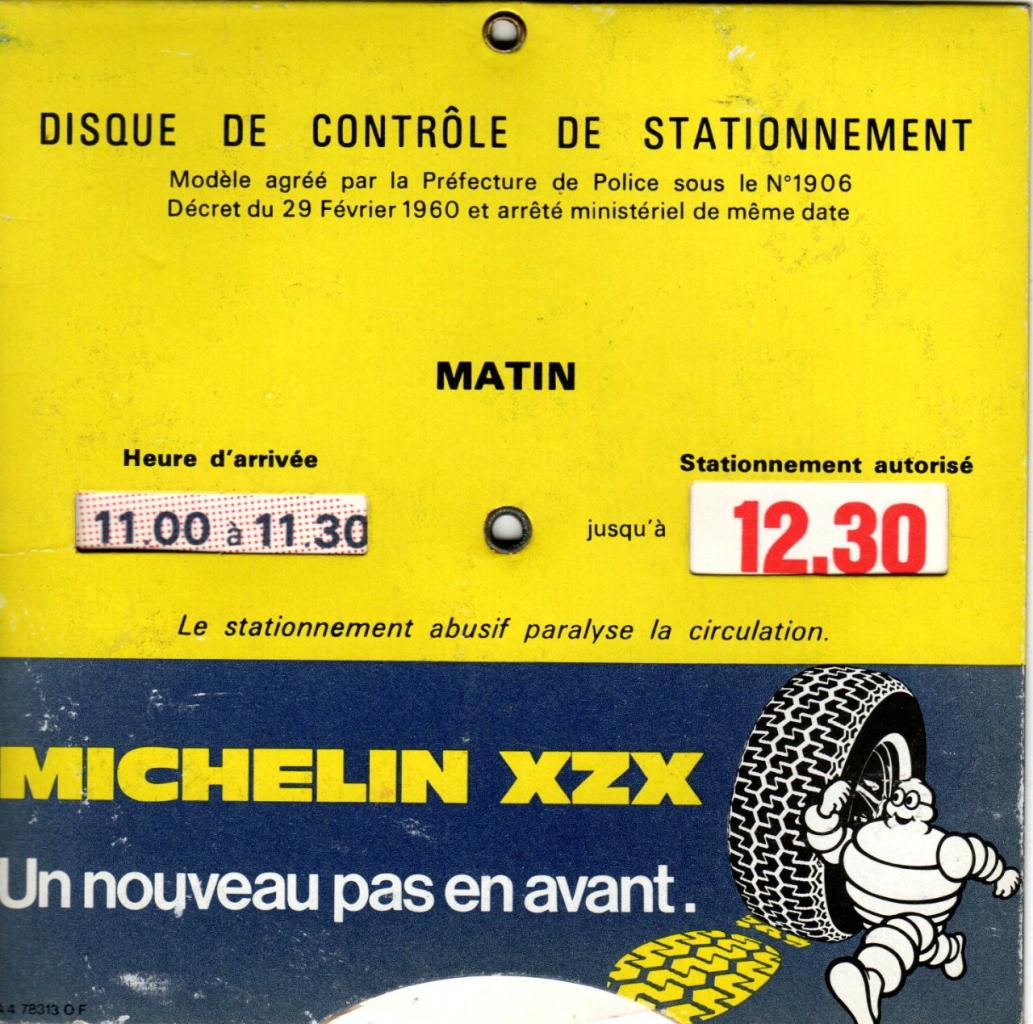 DISQUE DE CONTRÔLE DE STATIONNEMENT
Modèle agréé par la Préfecture de Police sous le N°1906
Décret du 29 Février 1960 et arrêté ministériel de même date
MATIN
Heure d'arrivée
Stationnement autorisé
11.00 à 11.30
jusqu'à
12.30
Le stationnement abusif paralyse la circulation.
MICHELIN XZX
Un nouveau pas en avant.
A4 78313 O F